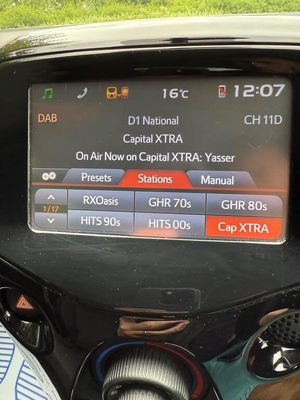 16°C 12:07
DAB D1 National CH 11D
Capital XTRA
On Air Now on Capital XTRA: Yasser
Presets Stations Manual
1/17
RXOasis GHR 70s GHR 80s
HITS 90s HITS 00s Cap XTRA